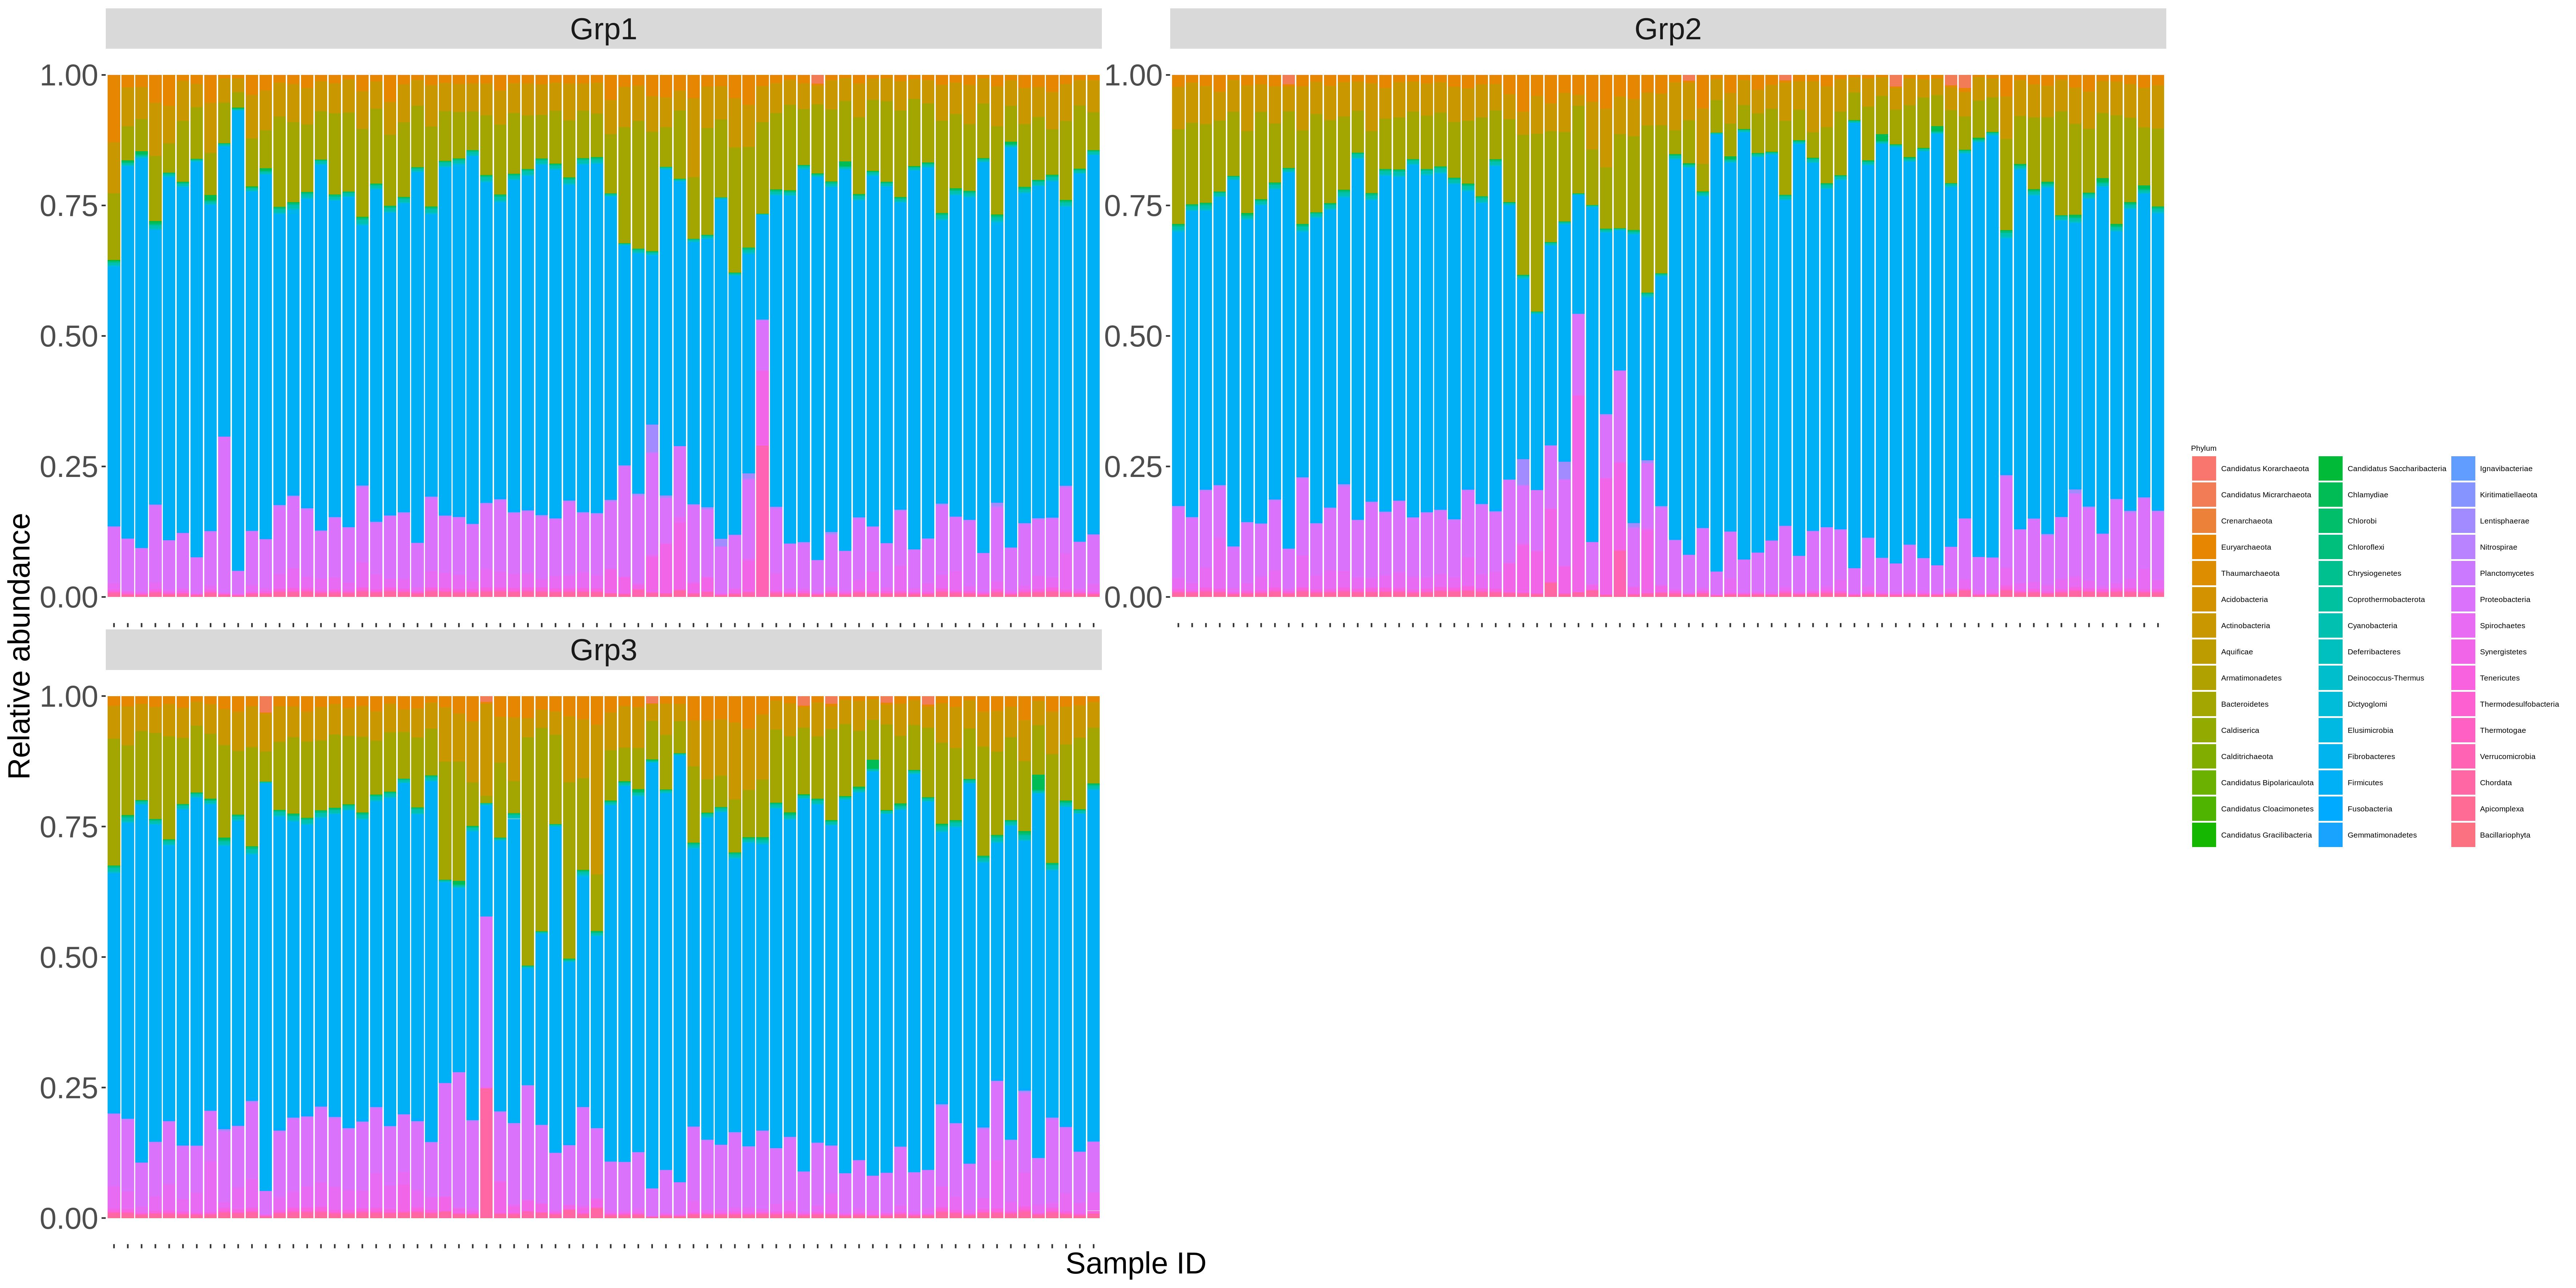 Grp1
Grp2
1.00
0.75
0.50
0.25
0.00
1.00
0.75
0.50
0.25
0.00
Grp3
1.00
0.75
0.50
0.25
0.00
Relative abundance
Sample ID
Phylum
Candidatus Korarchaeota
Candidatus Micrarchaeota
Crenarchaeota
Euryarchaeota
Thaumarchaeota
Acidobacteria
Actinobacteria
Aquificae
Armatimonadetes
Bacteroidetes
Caldiserica
Calditrichaeota
Candidatus Bipolaricaulota
Candidatus Cloacimonetes
Candidatus Gracilibacteria
Candidatus Saccharibacteria
Chlamydiae
Chlorobi
Chloroflexi
Chrysiogenetes
Coprothermobacterota
Cyanobacteria
Deferribacteres
Deinococcus-Thermus
Dictyoglomi
Elusimicrobia
Fibrobacteres
Firmicutes
Fusobacteria
Gemmatimonadetes
Ignavibacteriae
Kiritimatiellaeota
Lentisphaerae
Nitrospirae
Planctomycetes
Proteobacteria
Spirochaetes
Synergistetes
Tenericutes
Thermodesulfobacteria
Thermotogae
Verrucomicrobia
Chordata
Apicomplexa
Bacillariophyta